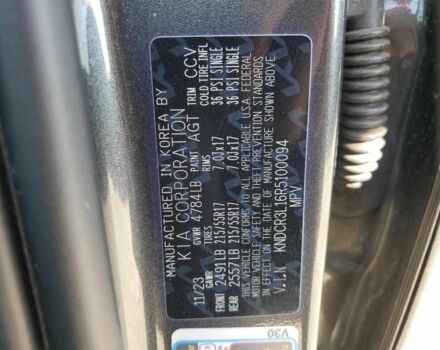 MANUFACTURED IN KOREA BY
KIA CORPORATION
11/23 GVWR 4784LB PAINT AGT TRIM CCV
GAWR TIRES RIMS COLD TIRE INFL
FRONT 2491LB 215/55R17 7.0Jx17 36 PSI SINGLE
REAR 2557LB 215/55R17 7.0Jx17 36 PSI SINGLE
THIS VEHICLE CONFORMS TO ALL APPLICABLE U.S.A. FEDERAL
MOTOR VEHICLE SAFETY AND THEFT PREVENTION STANDARDS
IN EFFECT ON THE DATE OF MANUFACTURE SHOWN ABOVE.
V.I.N : KNDCR3L16R5100094
MPV
V30